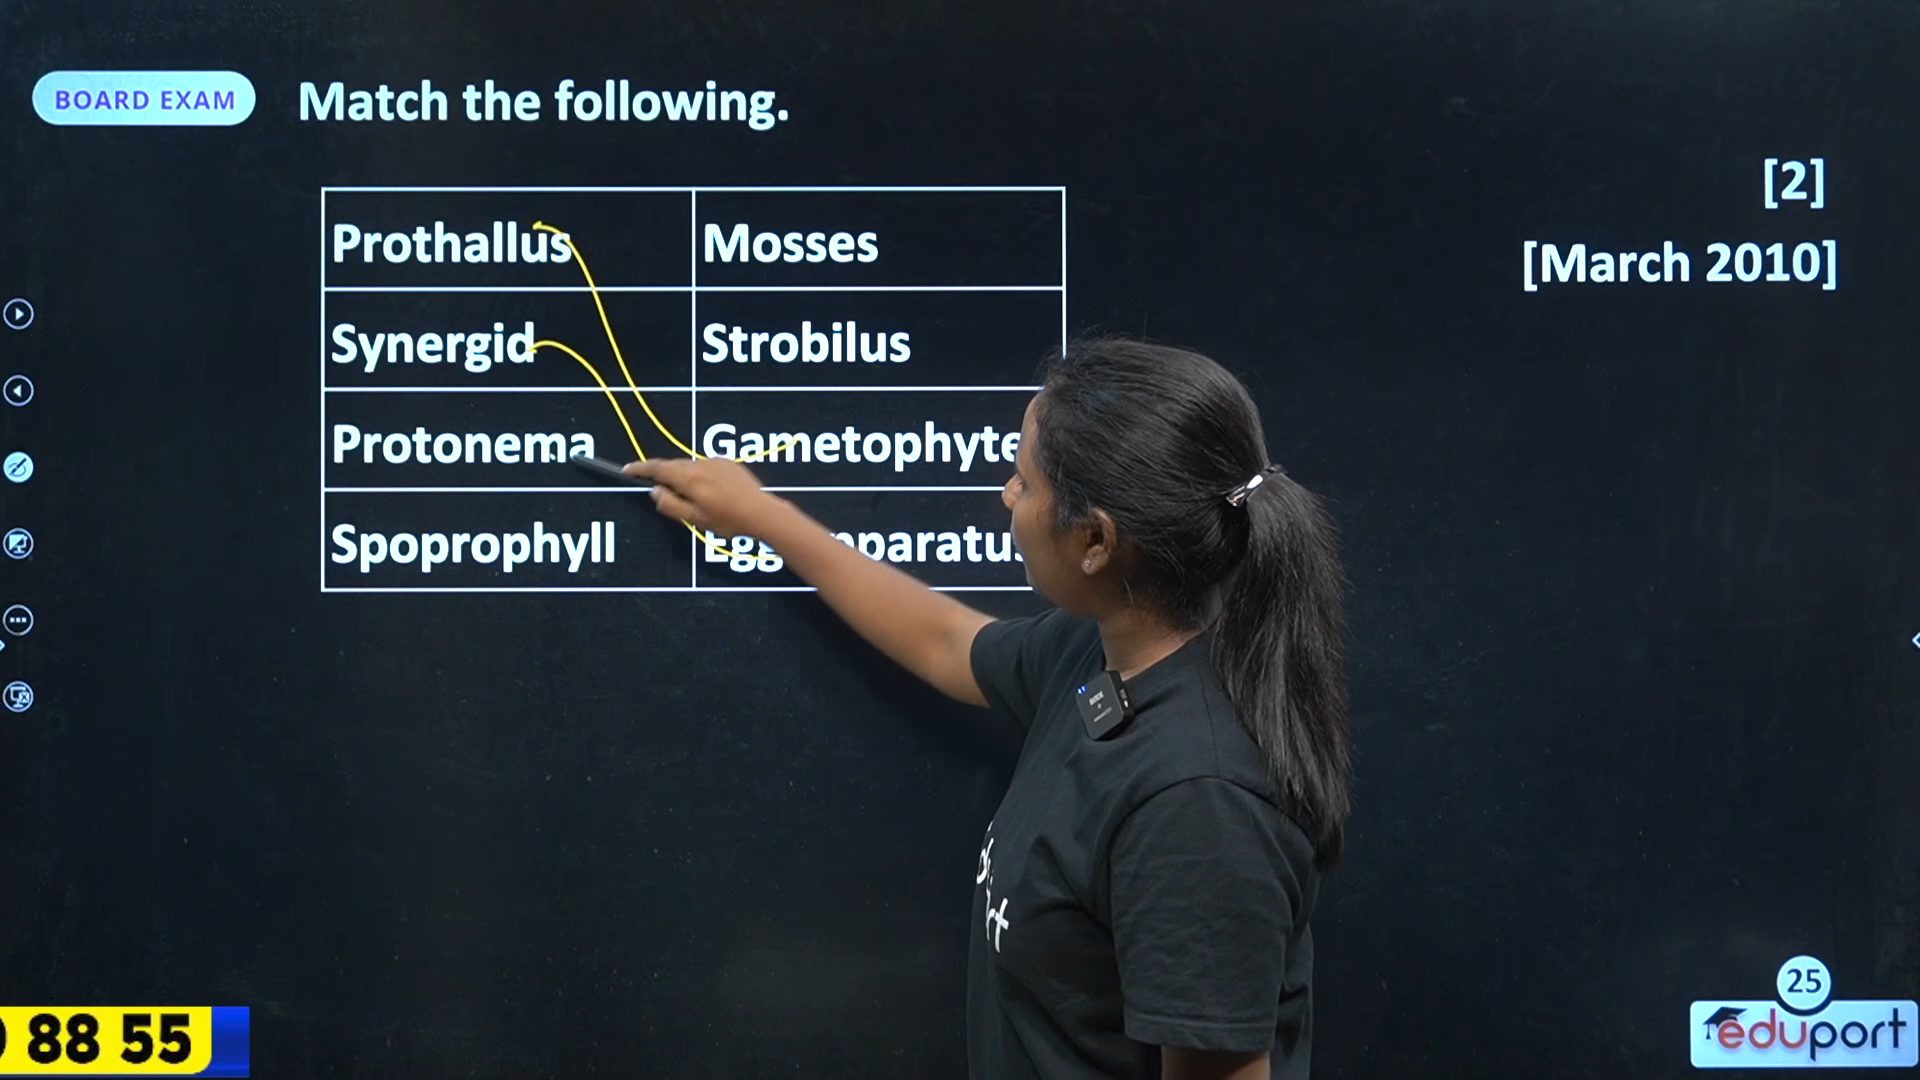 BOARD EXAM Match the following.
[2]
[March 2010]
Prothallus Mosses
Synergid Strobilus
Protonema Gametophyte
Spoprophyll Egg
88 55
25
eduport